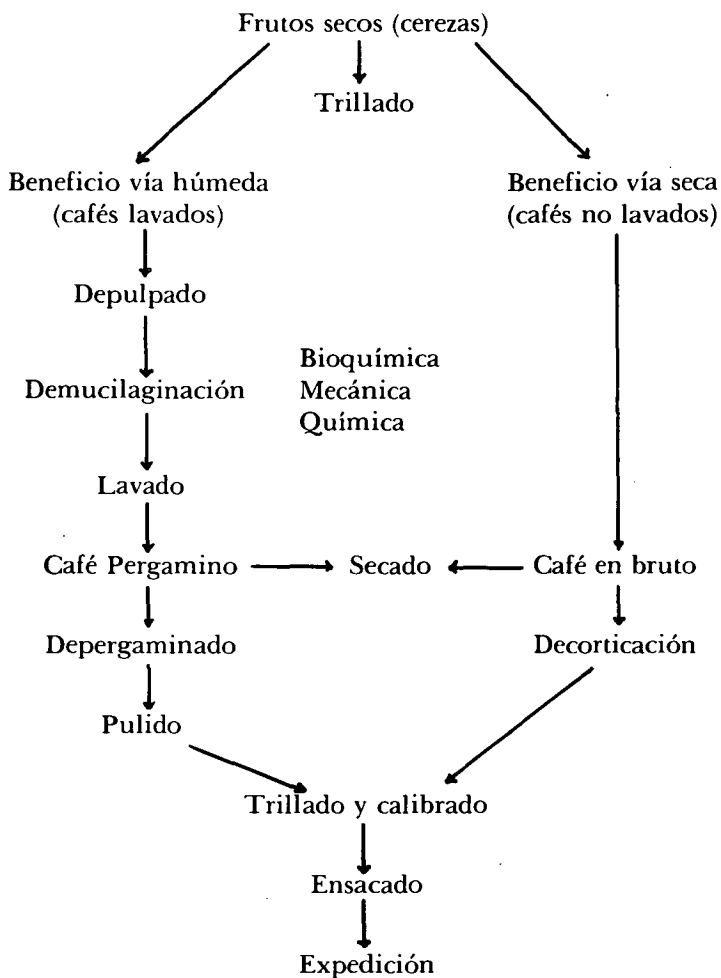 Frutos secos (cerezas)
Trillado
Beneficio vía húmeda
(cafés lavados)
Beneficio vía seca
(cafés no lavados)
Depulpado
Demucilaginación
Bioquímica
Mecánica
Química
Lavado
Café Pergamino
Secado
Café en bruto
Depergaminado
Decorticación
Pulido
Trillado y calibrado
Ensacado
Expedición